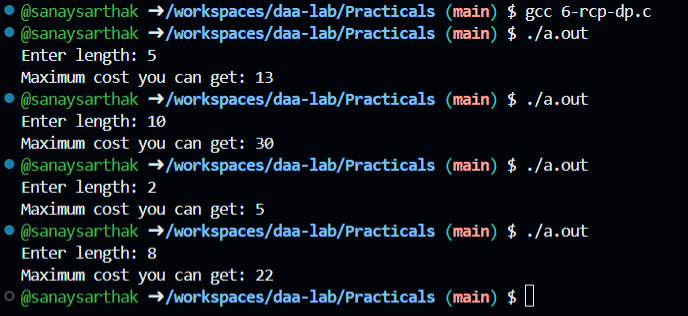 @sanaysarthak ➜/workspaces/daa-lab/Practicals (main) $ gcc 6-rcp-dp.c
@sanaysarthak ➜/workspaces/daa-lab/Practicals (main) $ ./a.out
Enter length: 5
Maximum cost you can get: 13
@sanaysarthak ➜/workspaces/daa-lab/Practicals (main) $ ./a.out
Enter length: 10
Maximum cost you can get: 30
@sanaysarthak ➜/workspaces/daa-lab/Practicals (main) $ ./a.out
Enter length: 2
Maximum cost you can get: 5
@sanaysarthak ➜/workspaces/daa-lab/Practicals (main) $ ./a.out
Enter length: 8
Maximum cost you can get: 22
@sanaysarthak ➜/workspaces/daa-lab/Practicals (main) $